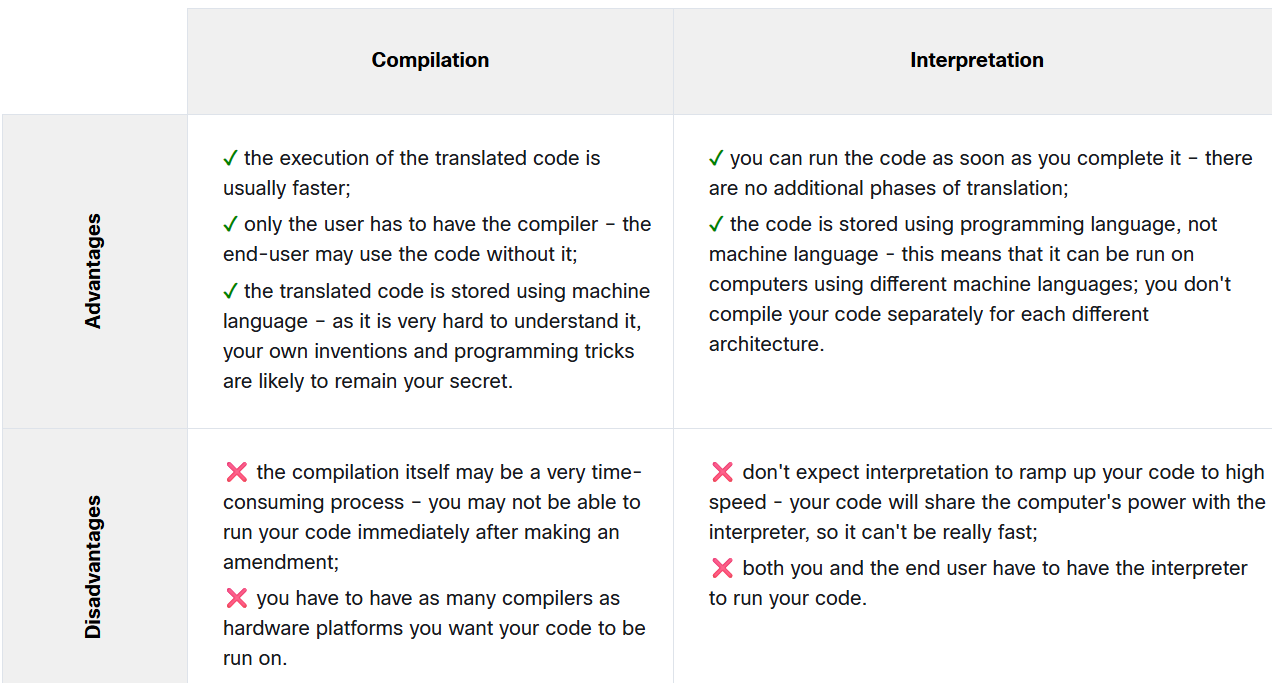 Compilation
Interpretation
Advantages
✓ the execution of the translated code is
usually faster;
✓ only the user has to have the compiler – the
end-user may use the code without it;
✓ the translated code is stored using machine
language – as it is very hard to understand it,
your own inventions and programming tricks
are likely to remain your secret.
✓ you can run the code as soon as you complete it – there
are no additional phases of translation;
✓ the code is stored using programming language, not
machine language - this means that it can be run on
computers using different machine languages; you don't
compile your code separately for each different
architecture.
Disadvantages
❌ the compilation itself may be a very time-
consuming process – you may not be able to
run your code immediately after making an
amendment;
❌ you have to have as many compilers as
hardware platforms you want your code to be
run on.
❌ don't expect interpretation to ramp up your code to high
speed - your code will share the computer's power with the
interpreter, so it can't be really fast;
❌ both you and the end user have to have the interpreter
to run your code.